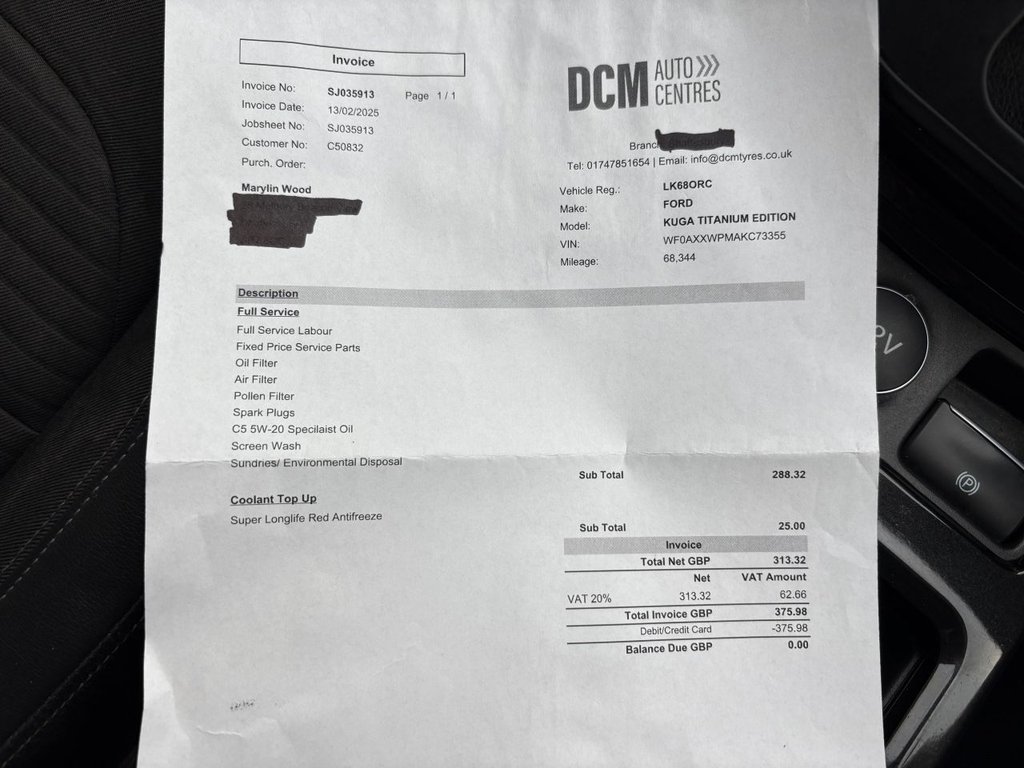 Invoice
Invoice No: SJ035913 Page 1 / 1
Invoice Date: 13/02/2025
Jobsheet No: SJ035913
Customer No: C50832
Purch. Order:
Marylin Wood
DCM AUTO CENTRES
Branc
Tel: 01747851654 | Email: info@dcmtyres.co.uk
Vehicle Reg.: LK68ORC
Make: FORD
Model: KUGA TITANIUM EDITION
VIN: WF0AXXWPMAKC73355
Mileage: 68,344
Description
Full Service
Full Service Labour
Fixed Price Service Parts
Oil Filter
Air Filter
Pollen Filter
Spark Plugs
C5 5W-20 Specilaist Oil
Screen Wash
Sundries/ Environmental Disposal
Sub Total 288.32
Coolant Top Up
Super Longlife Red Antifreeze
Sub Total 25.00
Invoice
Total Net GBP 313.32
Net VAT Amount
VAT 20% 313.32 62.66
Total Invoice GBP 375.98
Debit/Credit Card -375.98
Balance Due GBP 0.00
P